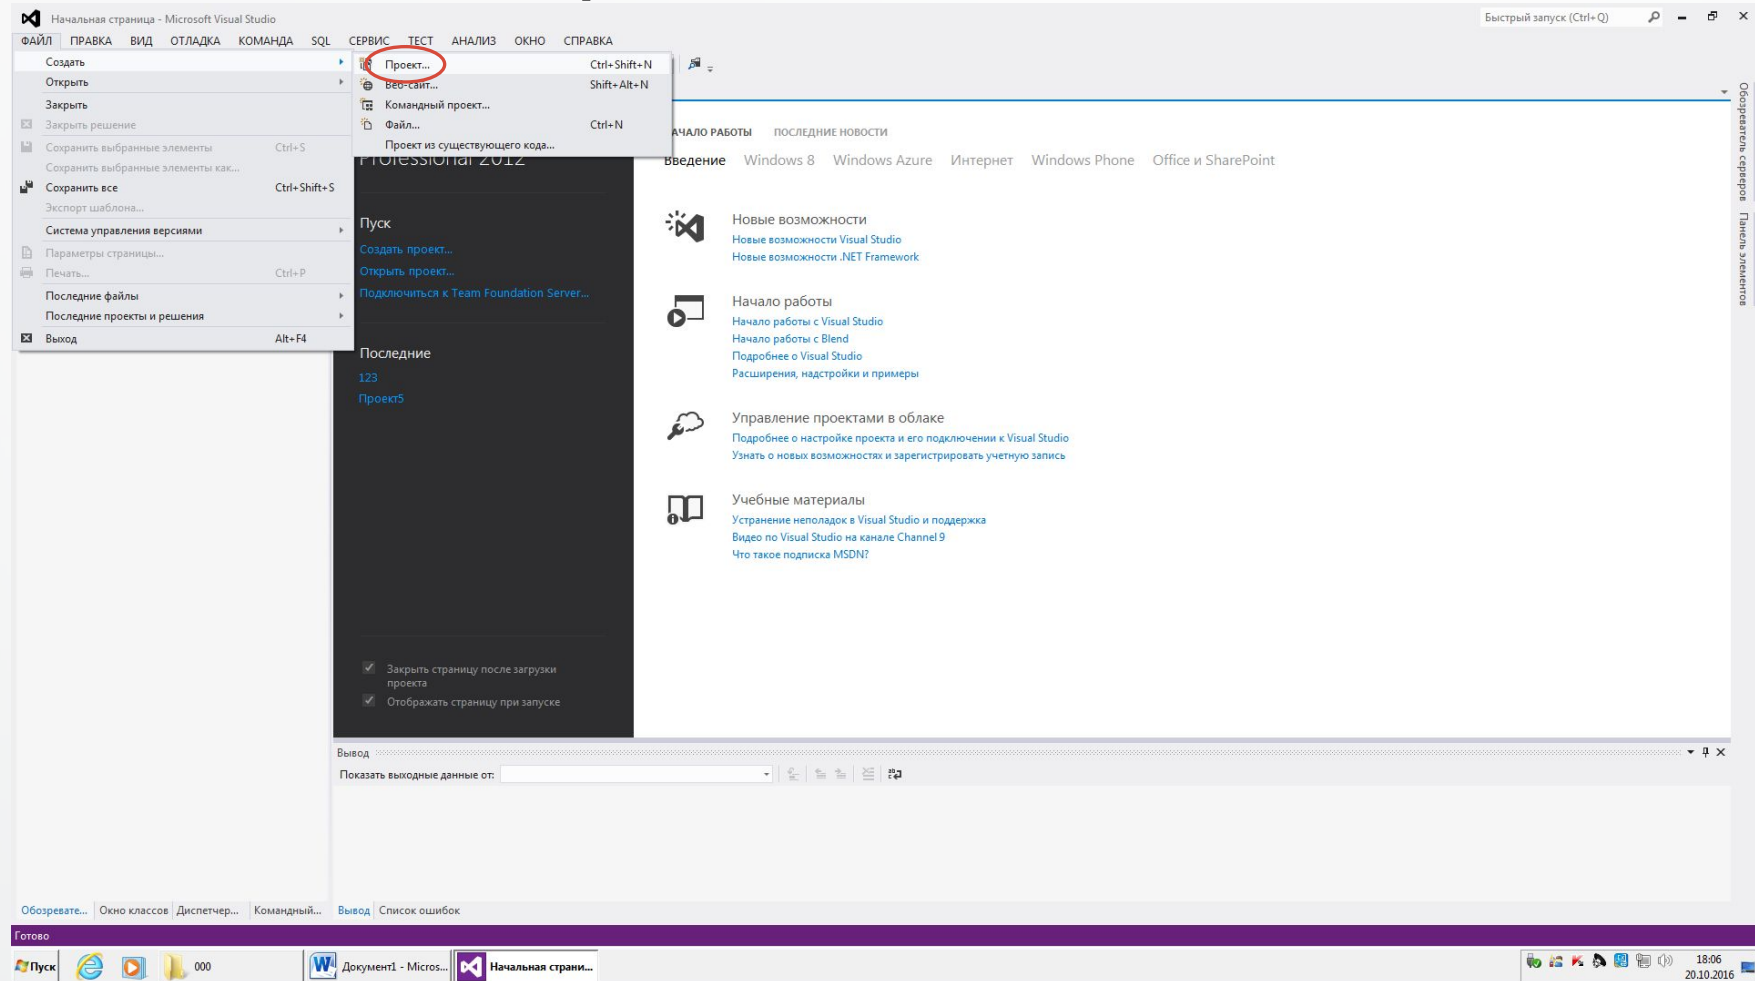 Начальная страница - Microsoft Visual Studio
Быстрый запуск (Ctrl+Q)
ФАЙЛ ПРАВКА ВИД ОТЛАДКА КОМАНДА SQL СЕРВИС ТЕСТ АНАЛИЗ ОКНО СПРАВКА
Создать
Открыть
Закрыть
Закрыть решение
Сохранить выбранные элементы Ctrl+S
Сохранить выбранные элементы как...
Сохранить все Ctrl+Shift+S
Экспорт шаблона...
Система управления версиями
Параметры страницы...
Печать... Ctrl+P
Последние файлы
Последние проекты и решения
Выход Alt+F4
Проект... Ctrl+Shift+N
Веб-сайт... Shift+Alt+N
Командный проект...
Файл... Ctrl+N
Проект из существующего кода...
Professional 2012
Пуск
Создать проект...
Открыть проект...
Подключиться к Team Foundation Server...
Последние
123
Проект5
Закрыть страницу после загрузки
проекта
Отображать страницу при запуске
АЧАЛО РАБОТЫ ПОСЛЕДНИЕ НОВОСТИ
Введение Windows 8 Windows Azure Интернет Windows Phone Office и SharePoint
Новые возможности
Новые возможности Visual Studio
Новые возможности .NET Framework
Начало работы
Начало работы с Visual Studio
Начало работы с Blend
Подробнее о Visual Studio
Расширения, надстройки и примеры
Управление проектами в облаке
Подробнее о настройке проекта и его подключении к Visual Studio
Узнать о новых возможностях и зарегистрировать учетную запись
Учебные материалы
Устранение неполадок в Visual Studio и поддержка
Видео по Visual Studio на канале Channel 9
Что такое подписка MSDN?
Обозреватель серверов
Панель элементов
Вывод
Показать выходные данные от:
Обозревате... Окно классов Диспетчер... Командный... Вывод Список ошибок
Готово
Пуск 000 Документ1 - Micros... Начальная страни... 18:06
20.10.2016